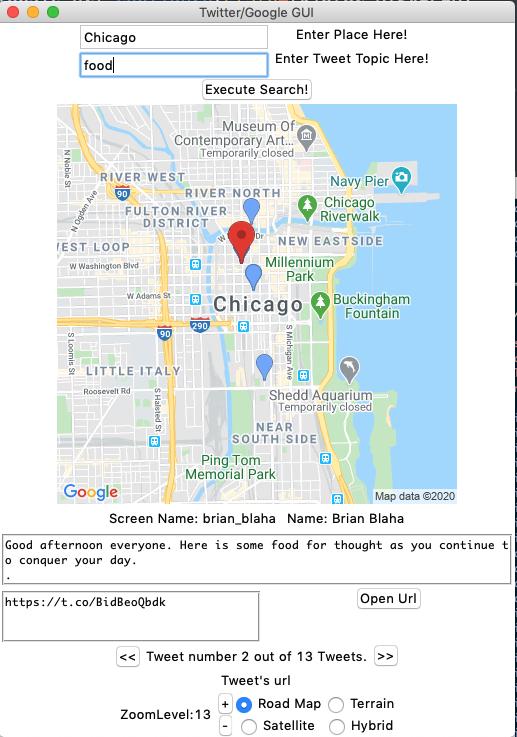 Twitter/Google GUI
Chicago
Enter Place Here!
food
Enter Tweet Topic Here!
Execute Search!
Museum Of
Contemporary Art...
Temporarily closed
N Noble St
N Ogden Ave
RIVER WEST
90
RIVER NORTH
Navy Pier
Chicago
Riverwalk
FULTON RIVER
DISTRICT
WEST LOOP
Dr
NEW EASTSIDE
W Washington Blvd
Millennium
Park
W Adams St
Chicago
Buckingham
Fountain
90
290
S Loomis St
LITTLE ITALY
S Michigan Ave
Roosevelt Rd
S Halsted St
Shedd Aquarium
Temporarily closed
NEAR
SOUTH SIDE
Ping Tom
Memorial Park
Google
Map data ©2020
Screen Name: brian_blaha Name: Brian Blaha
Good afternoon everyone. Here is some food for thought as you continue t
o conquer your day.
.
https://t.co/BidBeoQbdk
Open Url
<< Tweet number 2 out of 13 Tweets. >>
Tweet's url
ZoomLevel:13
+ Road Map Terrain
- Satellite Hybrid